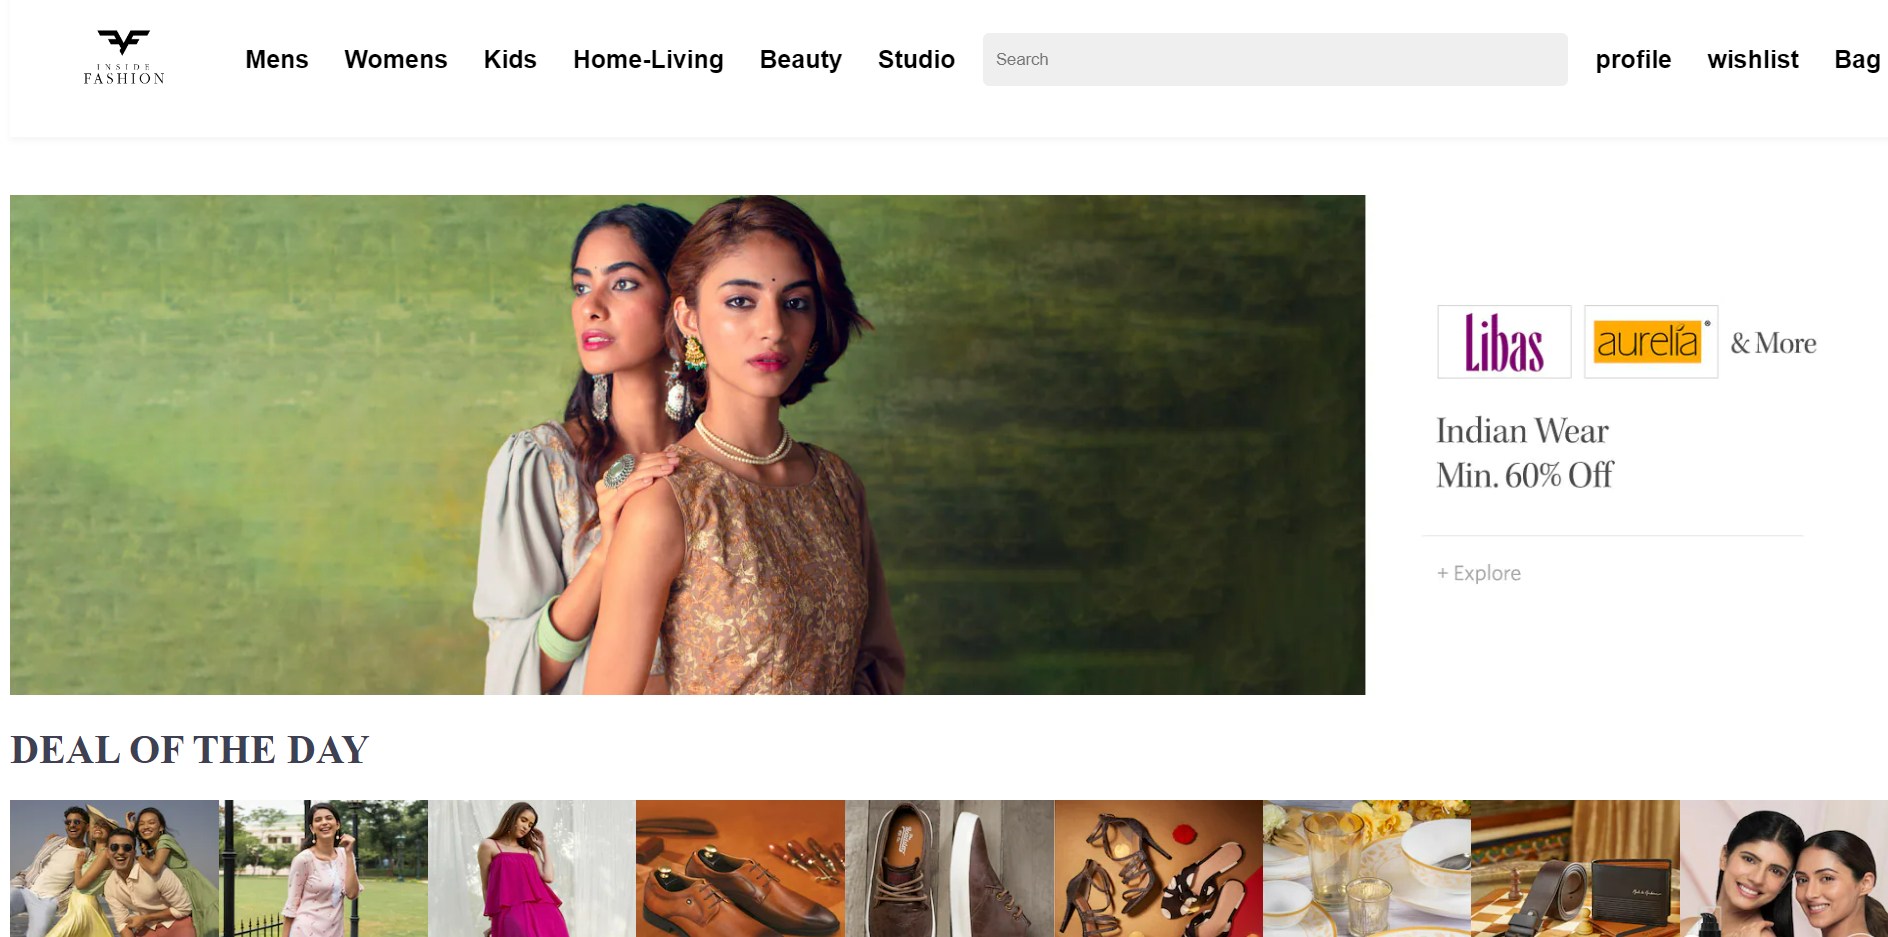 INSIDE
FASHION
Mens Womens Kids Home-Living Beauty Studio Search profile wishlist Bag
Libas aurelia® & More
Indian Wear
Min. 60% Off
+ Explore
DEAL OF THE DAY